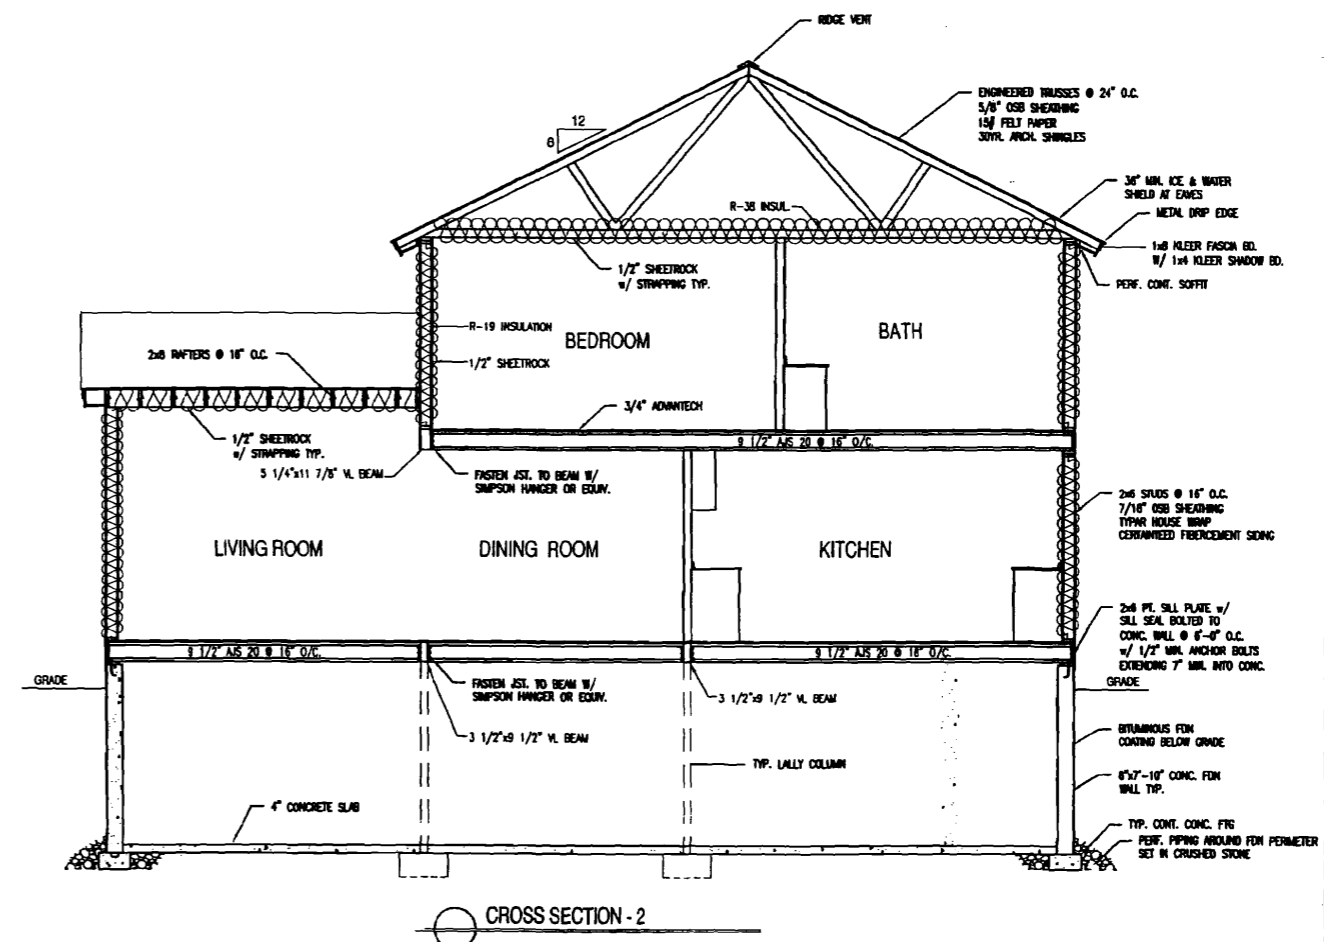 RIDGE VENT
ENGINEERED TRUSSES @ 24" O.C.
5/8" OSB SHEATHING
15# FELT PAPER
30YR. ARCH. SHINGLES
12
6
36" MIN. ICE & WATER
SHIELD AT EAVES
METAL DRIP EDGE
R-38 INSUL.
1x8 KLEER FASCIA BD.
W/ 1x4 KLEER SHADOW BD.
PERF. CONT. SOFFIT
1/2" SHEETROCK
w/ STRAPPING TYP.
R-19 INSULATION
BEDROOM
BATH
2x8 RAFTERS @ 16" O.C.
1/2" SHEETROCK
3/4" ADVANTECH
1/2" SHEETROCK
w/ STRAPPING TYP.
9 1/2" AJS 20 @ 16" O/C.
5 1/4"x11 7/8" VL BEAM
FASTEN JST. TO BEAM W/
SIMPSON HANGER OR EQUIV.
2x6 STUDS @ 16" O.C.
7/16" OSB SHEATHING
TYPAR HOUSE WRAP
CERTAINTEED FIBERCEMENT SIDING
LIVING ROOM
DINING ROOM
KITCHEN
2x6 PT. SILL PLATE w/
SILL SEAL BOLTED TO
CONC. WALL @ 6'-0" O.C.
w/ 1/2" MIN. ANCHOR BOLTS
EXTENDING 7" MIN. INTO CONC.
9 1/2" AJS 20 @ 16" O/C.
9 1/2" AJS 20 @ 16" O/C.
GRADE
GRADE
FASTEN JST. TO BEAM W/
SIMPSON HANGER OR EQUIV.
3 1/2"x9 1/2" VL BEAM
3 1/2"x9 1/2" VL BEAM
BITUMINOUS FDN
COATING BELOW GRADE
TYP. LALLY COLUMN
8"x7'-10" CONC. FDN
WALL TYP.
4" CONCRETE SLAB
TYP. CONT. CONC. FTG
PERF. PIPING AROUND FDN PERIMETER
SET IN CRUSHED STONE
CROSS SECTION - 2